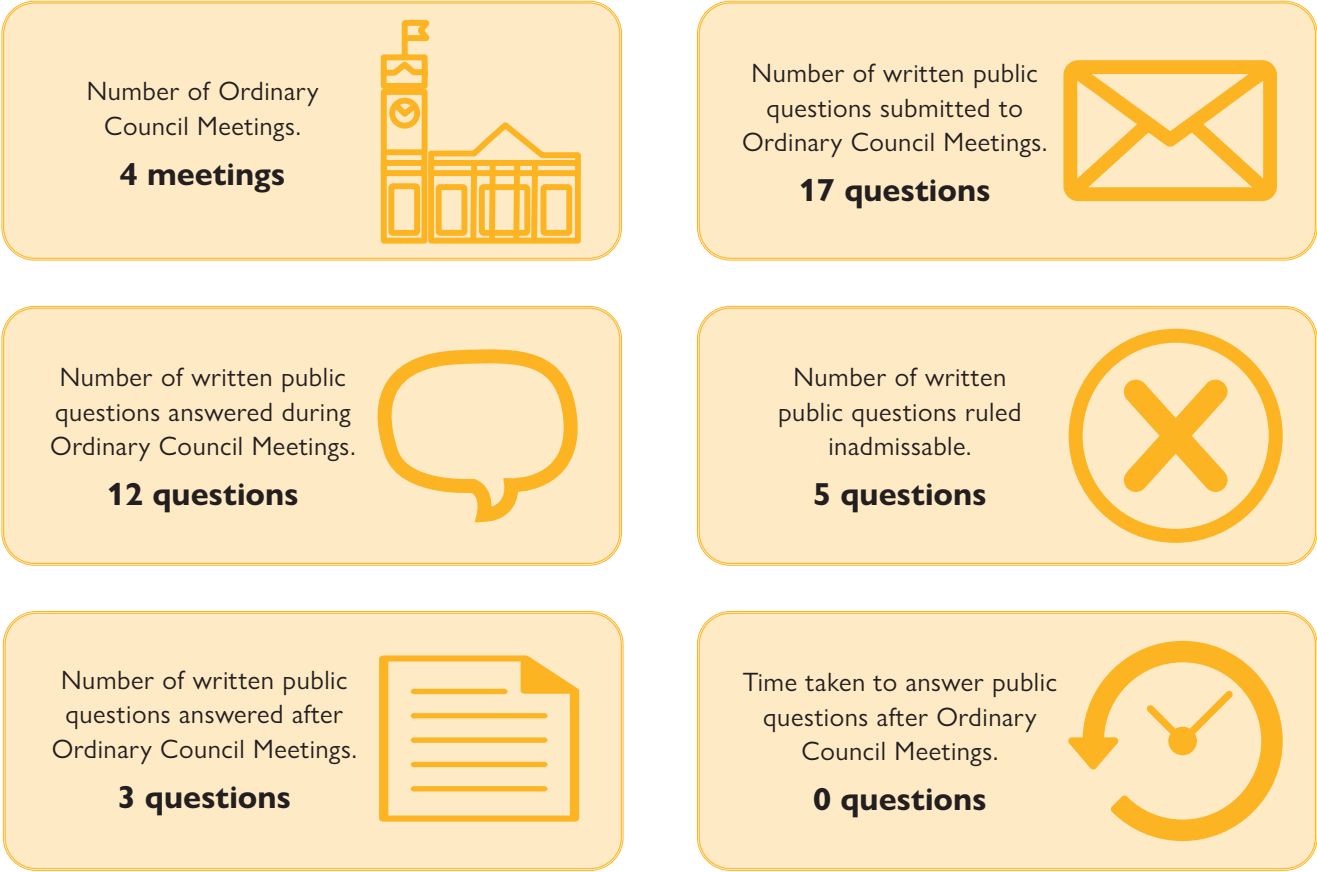 Number of Ordinary
Council Meetings.
4 meetings
Number of written public
questions submitted to
Ordinary Council Meetings.
17 questions
Number of written public
questions answered during
Ordinary Council Meetings.
12 questions
Number of written
public questions ruled
inadmissable.
5 questions
Number of written public
questions answered after
Ordinary Council Meetings.
3 questions
Time taken to answer public
questions after Ordinary
Council Meetings.
0 questions